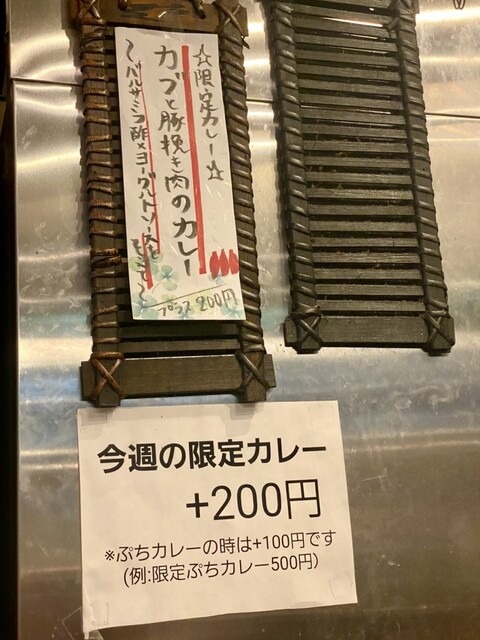 ☆限定カレー☆
カブと豚挽き肉のカレー
〜バルサミコ酢×ヨーグルトソースと
プラス200円
今週の限定カレー
+200円
※ぷちカレーの時は+100円です
(例:限定ぷちカレー500円)